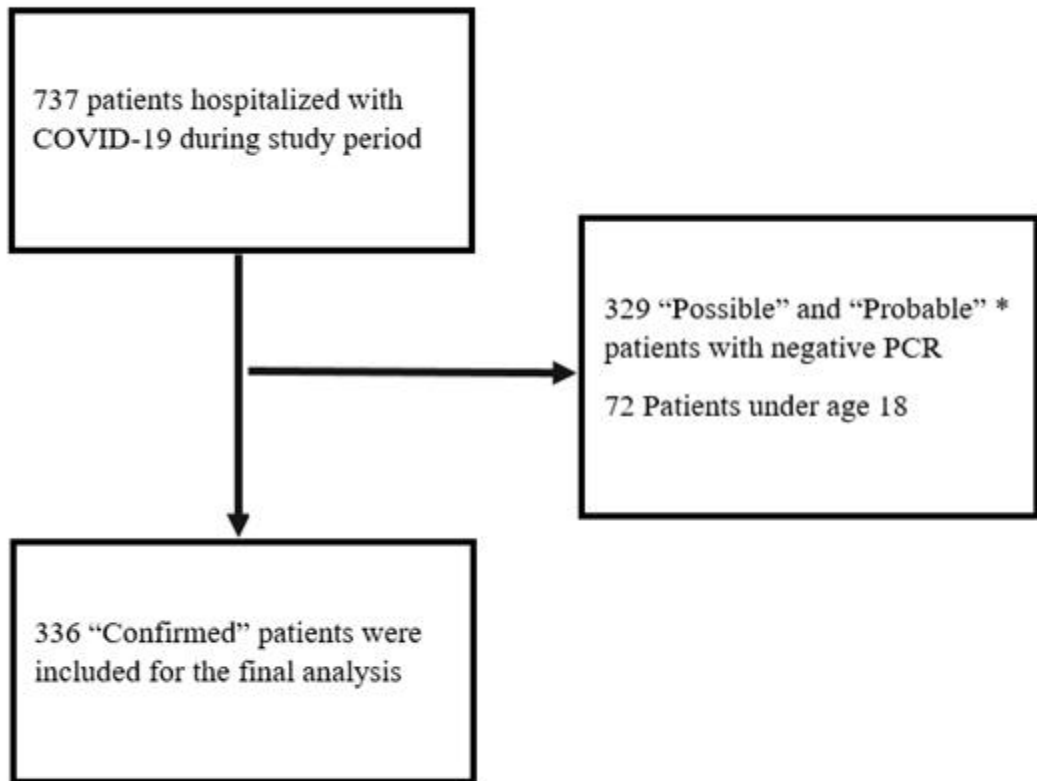 737 patients hospitalized with
COVID-19 during study period
329 “Possible” and “Probable” *
patients with negative PCR
72 Patients under age 18
336 “Confirmed” patients were
included for the final analysis